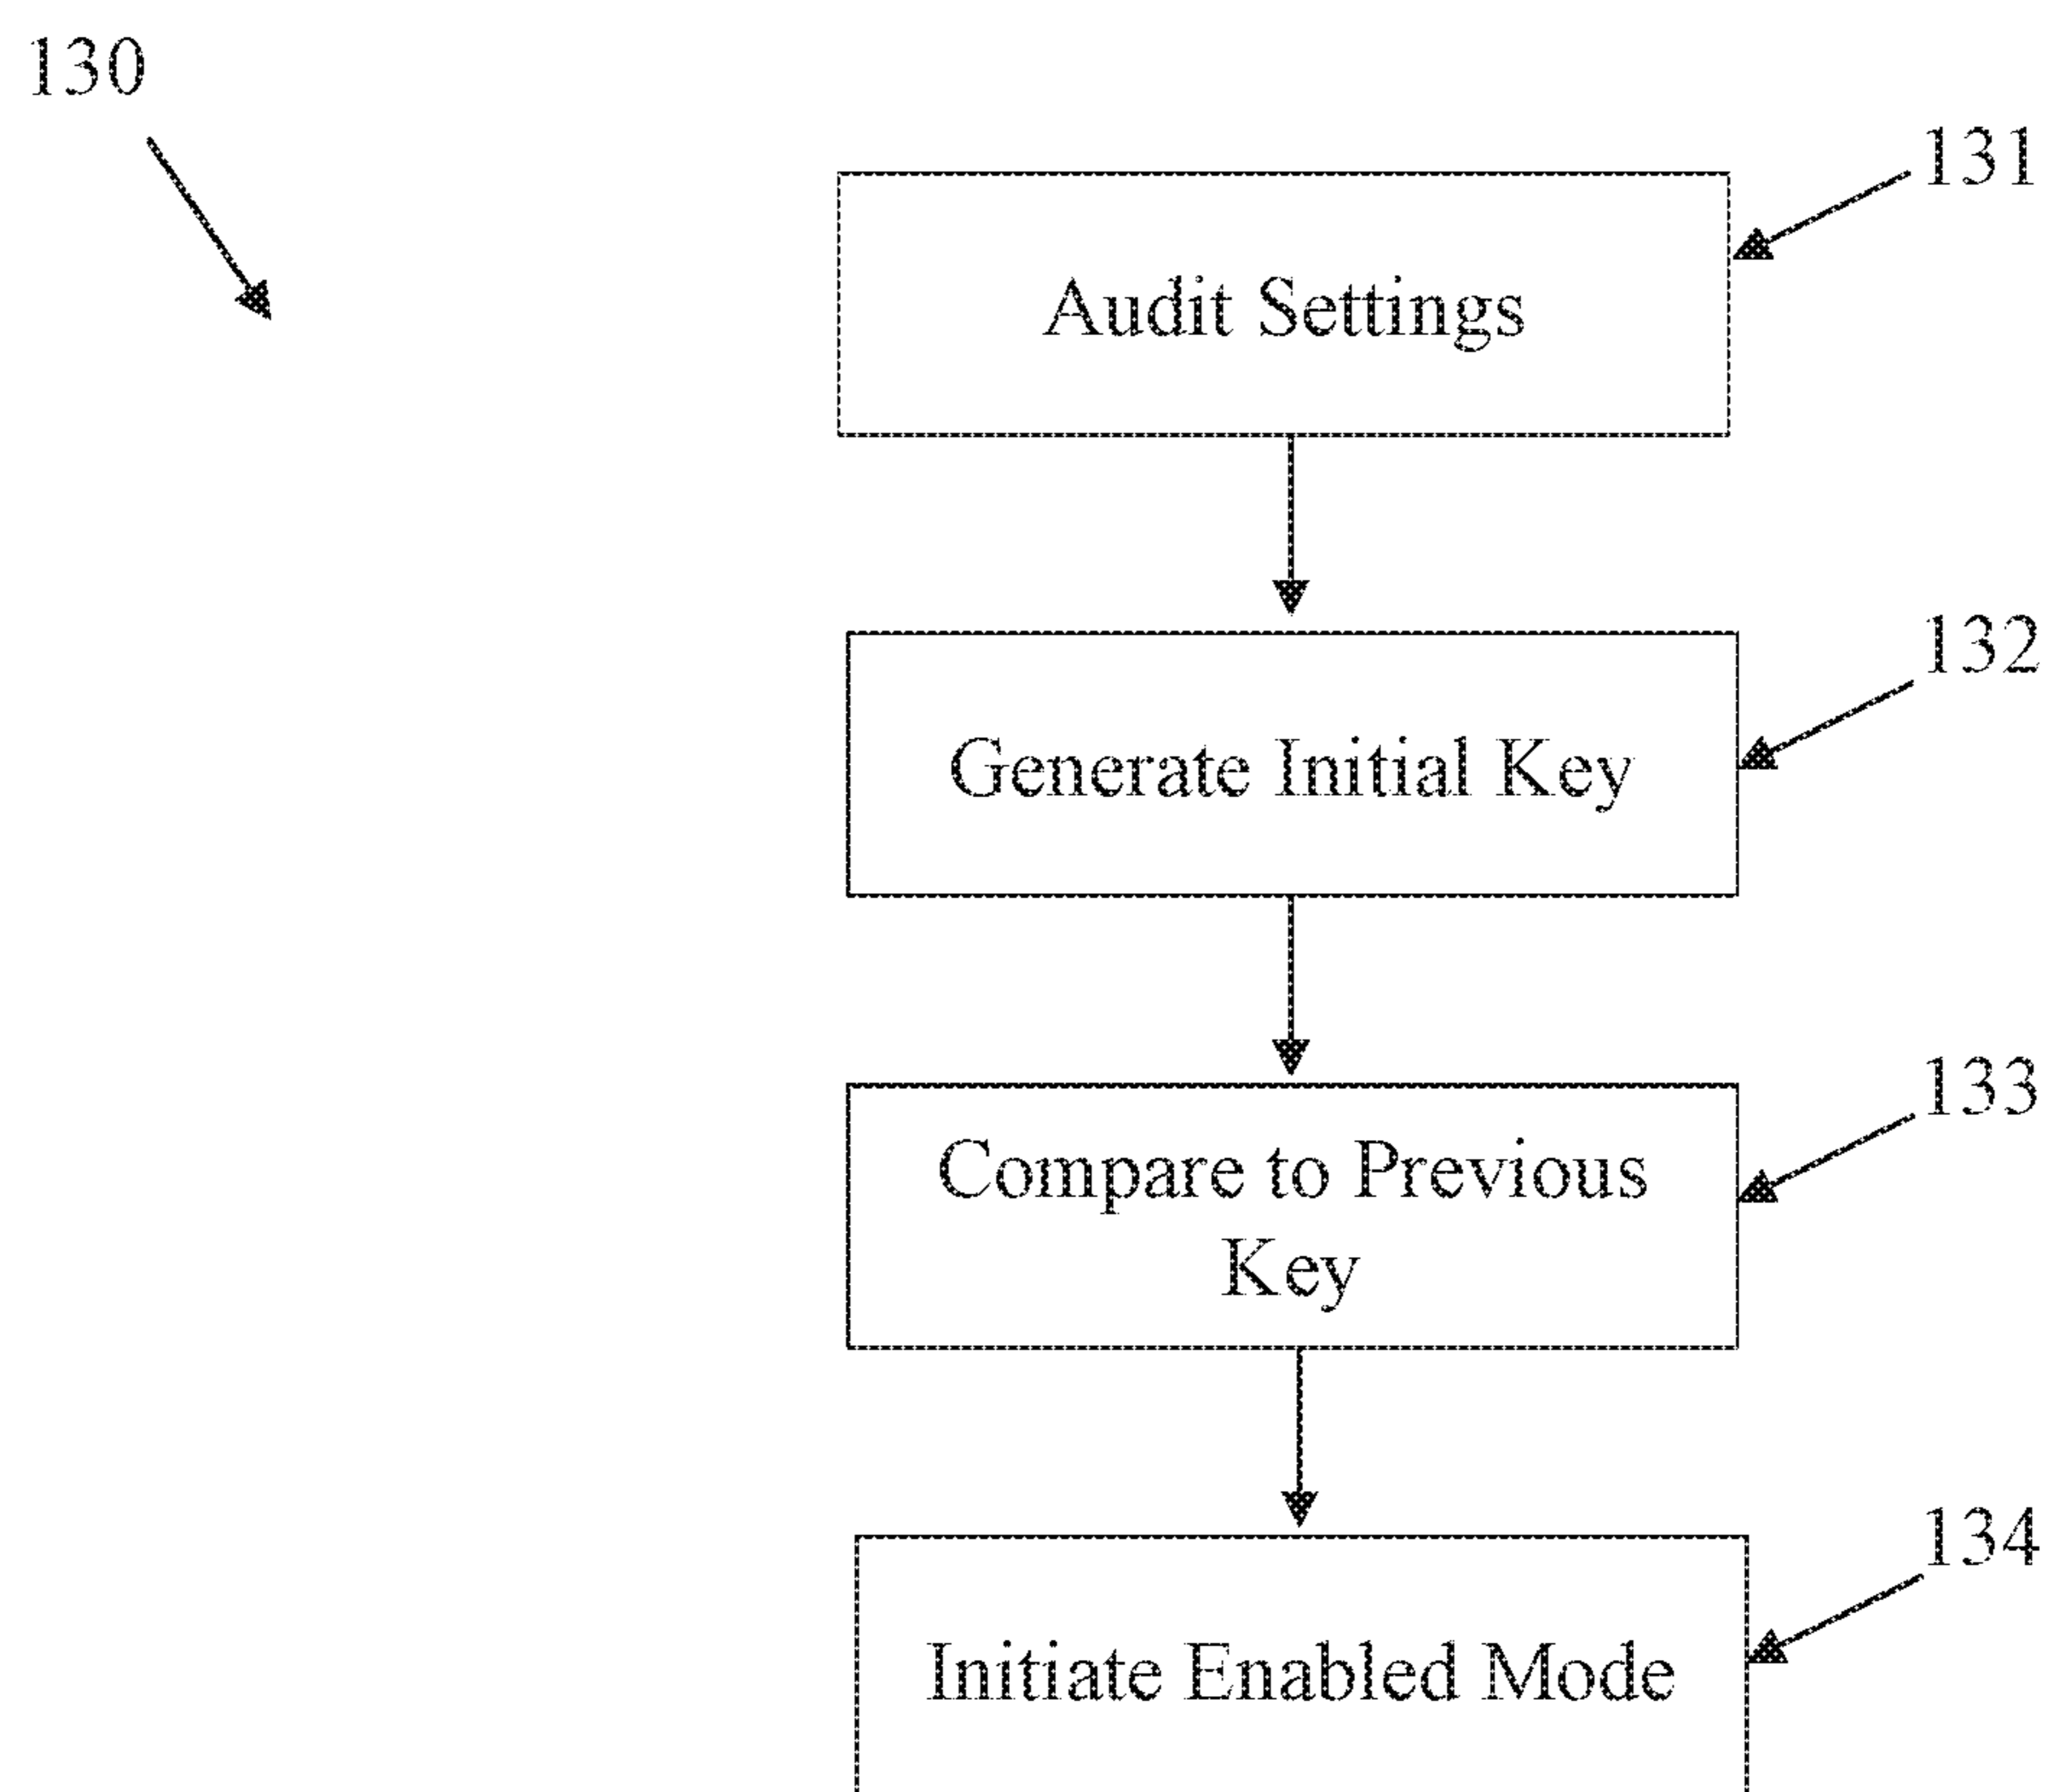 130
131
Audit Settings
132
Generate Initial Key
133
Compare to Previous
Key
134
Initiate Enabled Mode